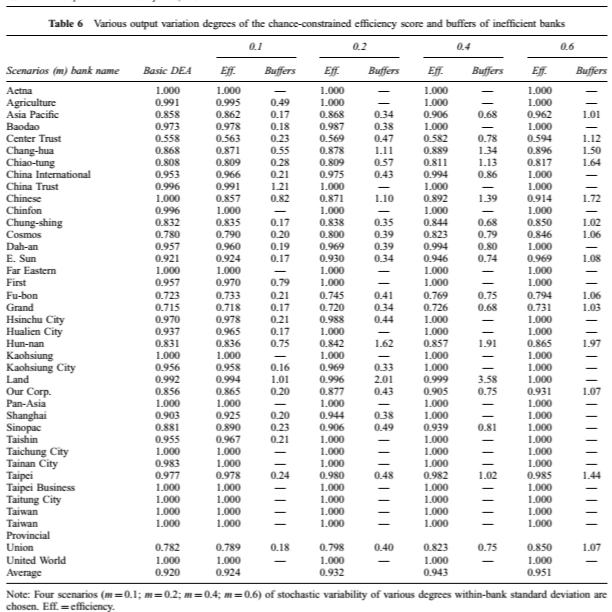 Table 6 Various output variation degrees of the chance-constrained efficiency score and buffers of inefficient banks
0.1 0.2 0.4 0.6
Scenarios (m) bank name Basic DEA Eff. Buffers Eff. Buffers Eff. Buffers Eff. Buffers
Aetna 1.000 1.000 — 1.000 — 1.000 — 1.000 —
Agriculture 0.991 0.995 0.49 1.000 — 1.000 — 1.000 —
Asia Pacific 0.858 0.862 0.17 0.868 0.34 0.906 0.68 0.962 1.01
Baodao 0.973 0.978 0.18 0.987 0.38 1.000 — 1.000 —
Center Trust 0.558 0.563 0.23 0.569 0.47 0.582 0.78 0.594 1.12
Chang-hua 0.868 0.871 0.55 0.878 1.11 0.889 1.34 0.896 1.50
Chiao-tung 0.808 0.809 0.28 0.809 0.57 0.811 1.13 0.817 1.64
China International 0.953 0.966 0.21 0.975 0.43 0.994 0.86 1.000 —
China Trust 0.996 0.991 1.21 1.000 — 1.000 — 1.000 —
Chinese 1.000 0.857 0.82 0.871 1.10 0.892 1.39 0.914 1.72
Chinfon 0.996 1.000 — 1.000 — 1.000 — 1.000 —
Chung-shing 0.832 0.835 0.17 0.838 0.35 0.844 0.68 0.850 1.02
Cosmos 0.780 0.790 0.20 0.800 0.39 0.823 0.79 0.846 1.06
Dah-an 0.957 0.960 0.19 0.969 0.39 0.994 0.80 1.000 —
E. Sun 0.921 0.924 0.17 0.930 0.34 0.946 0.74 0.969 1.08
Far Eastern 1.000 1.000 — 1.000 — 1.000 — 1.000 —
First 0.957 0.970 0.79 1.000 — 1.000 — 1.000 —
Fu-bon 0.723 0.733 0.21 0.745 0.41 0.769 0.75 0.794 1.06
Grand 0.715 0.718 0.17 0.720 0.34 0.726 0.68 0.731 1.03
Hsinchu City 0.970 0.978 0.21 0.988 0.44 1.000 — 1.000 —
Hualien City 0.937 0.965 0.17 1.000 — 1.000 — 1.000 —
Hun-nan 0.831 0.836 0.75 0.842 1.62 0.857 1.91 0.865 1.97
Kaohsiung 1.000 1.000 — 1.000 — 1.000 — 1.000 —
Kaohsiung City 0.956 0.958 0.16 0.969 0.33 1.000 — 1.000 —
Land 0.992 0.994 1.01 0.996 2.01 0.999 3.58 1.000 —
Our Corp. 0.856 0.865 0.20 0.877 0.43 0.905 0.75 0.931 1.07
Pan-Asia 1.000 1.000 — 1.000 — 1.000 — 1.000 —
Shanghai 0.903 0.925 0.20 0.944 0.38 1.000 — 1.000 —
Sinopac 0.881 0.890 0.23 0.906 0.49 0.939 0.81 1.000 —
Taishin 0.955 0.967 0.21 1.000 — 1.000 — 1.000 —
Taichung City 1.000 1.000 — 1.000 — 1.000 — 1.000 —
Tainan City 0.983 1.000 — 1.000 — 1.000 — 1.000 —
Taipei 0.977 0.978 0.24 0.980 0.48 0.982 1.02 0.985 1.44
Taipei Business 1.000 1.000 — 1.000 — 1.000 — 1.000 —
Taitung City 1.000 1.000 — 1.000 — 1.000 — 1.000 —
Taiwan 1.000 1.000 — 1.000 — 1.000 — 1.000 —
Taiwan 1.000 1.000 — 1.000 — 1.000 — 1.000 —
Provincial
Union 0.782 0.789 0.18 0.798 0.40 0.823 0.75 0.850 1.07
United World 1.000 1.000 — 1.000 — 1.000 — 1.000 —
Average 0.920 0.924 0.932 0.943 0.951
Note: Four scenarios (m = 0.1; m = 0.2; m = 0.4; m = 0.6) of stochastic variability of various degrees within-bank standard deviation are
chosen. Eff. = efficiency.